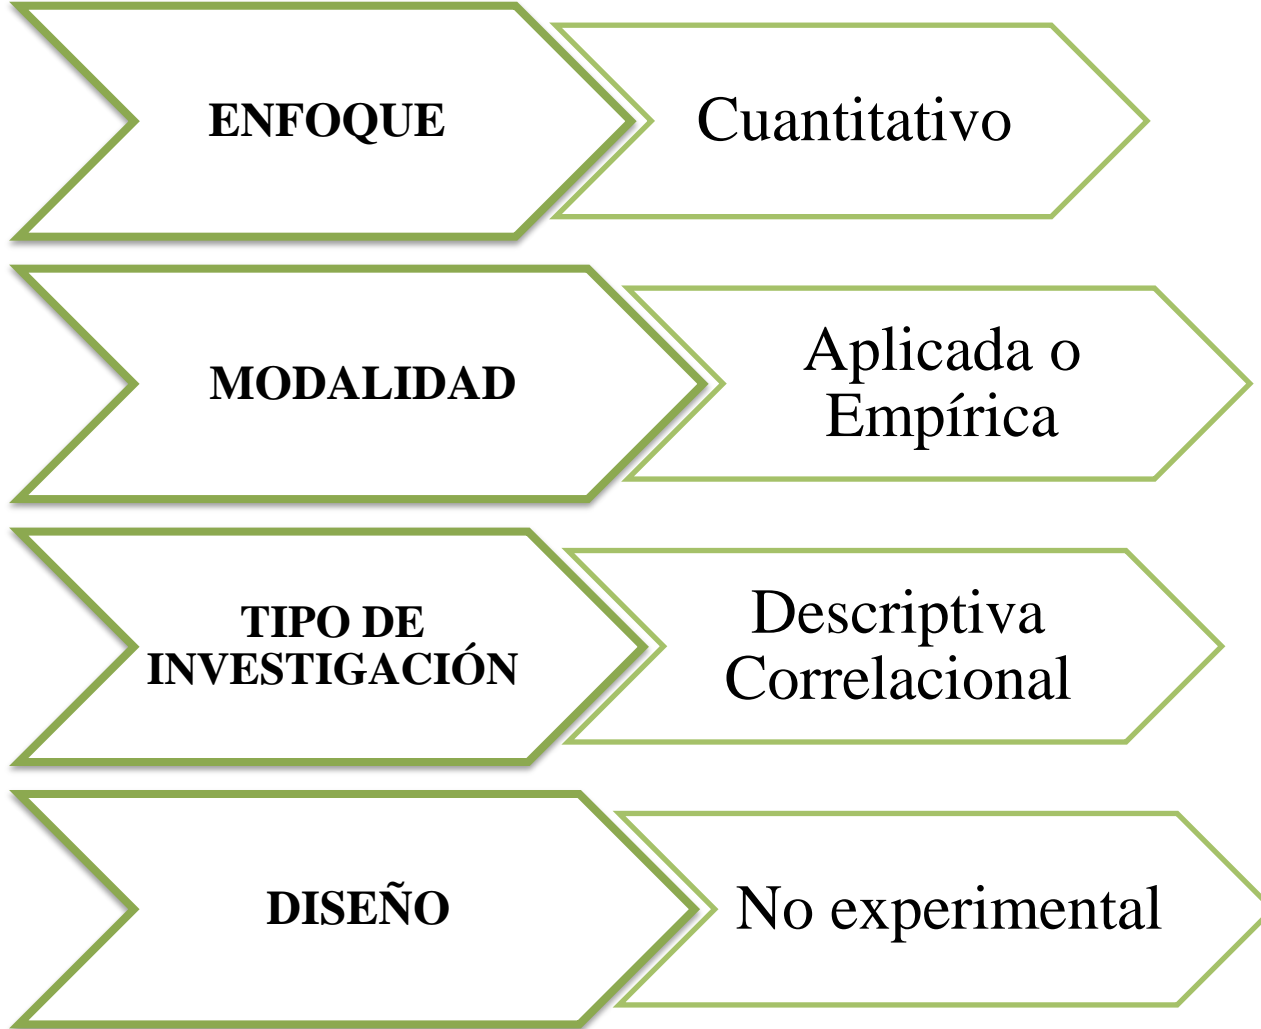 ENFOQUE
Cuantitativo
MODALIDAD
Aplicada o
Empírica
TIPO DE
INVESTIGACIÓN
Descriptiva
Correlacional
DISEÑO
No experimental